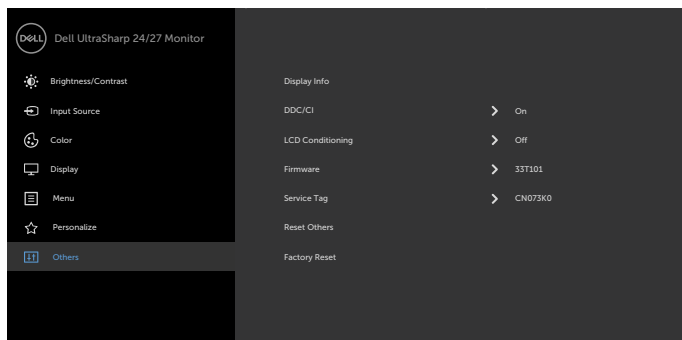 DELL Dell UltraSharp 24/27 Monitor
Brightness/Contrast
Input Source
Color
Display
Menu
Personalize
Others
Display Info
DDC/CI On
LCD Conditioning Off
Firmware 33T101
Service Tag CN073K0
Reset Others
Factory Reset